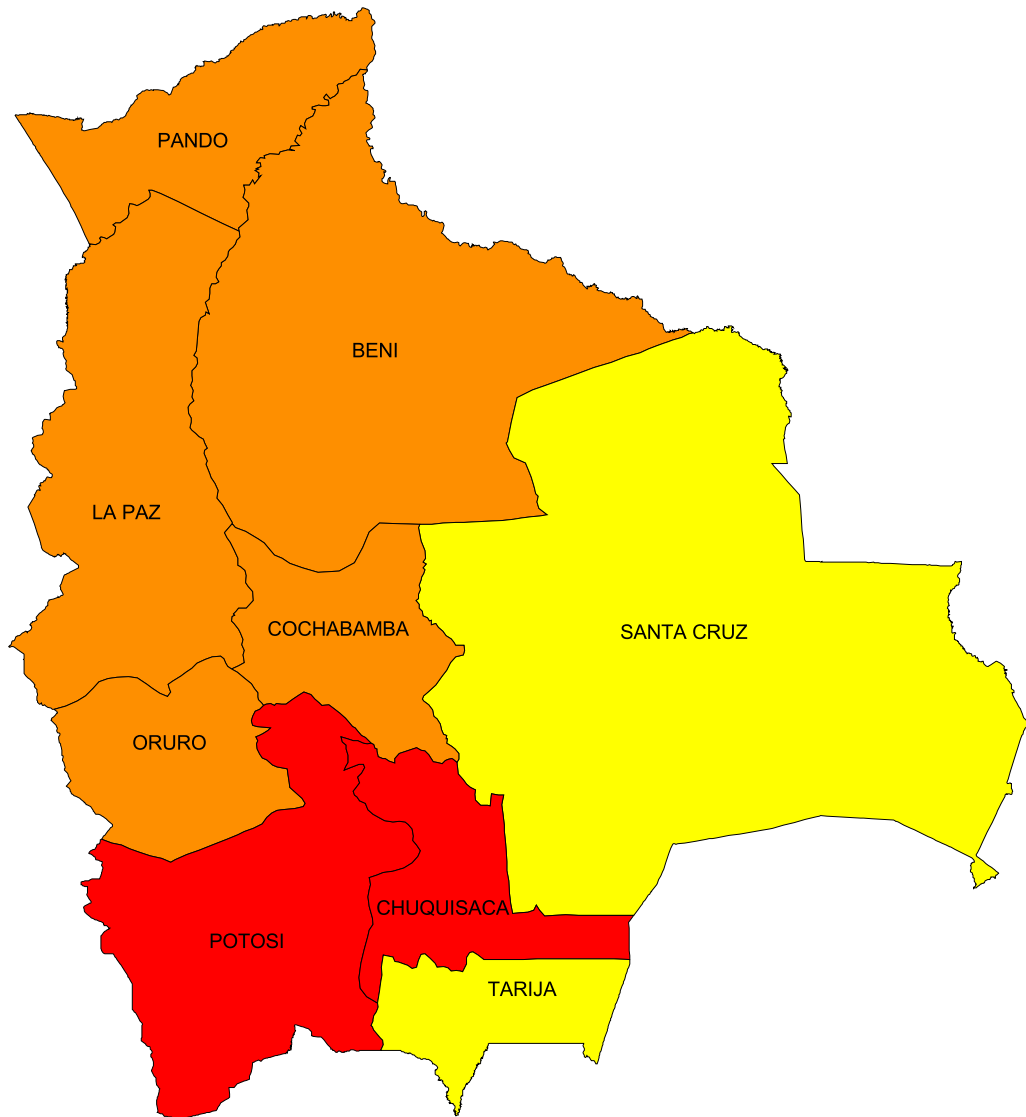 PANDO
BENI
LA PAZ
COCHABAMBA
SANTA CRUZ
ORURO
CHUQUISACA
POTOSI
TARIJA